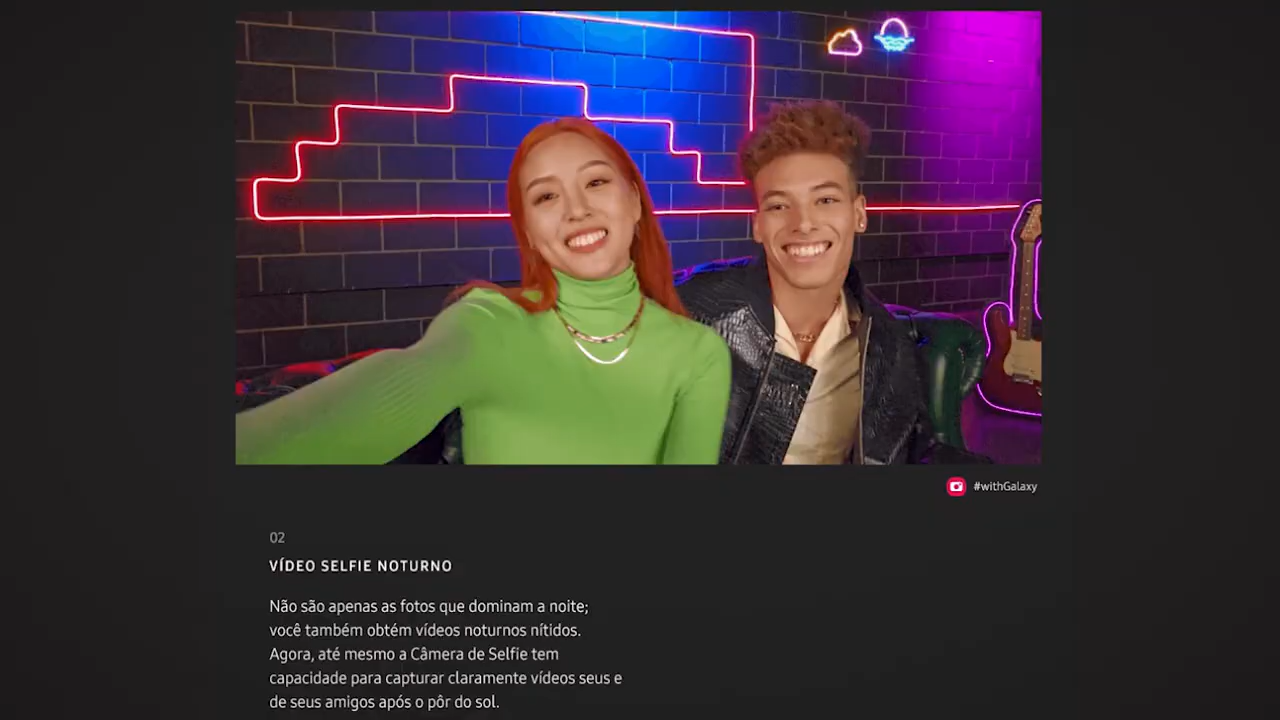 #withGalaxy
02
VÍDEO SELFIE NOTURNO
Não são apenas as fotos que dominam a noite;
você também obtém vídeos noturnos nítidos.
Agora, até mesmo a Câmera de Selfie tem
capacidade para capturar claramente vídeos seus e
de seus amigos após o pôr do sol.